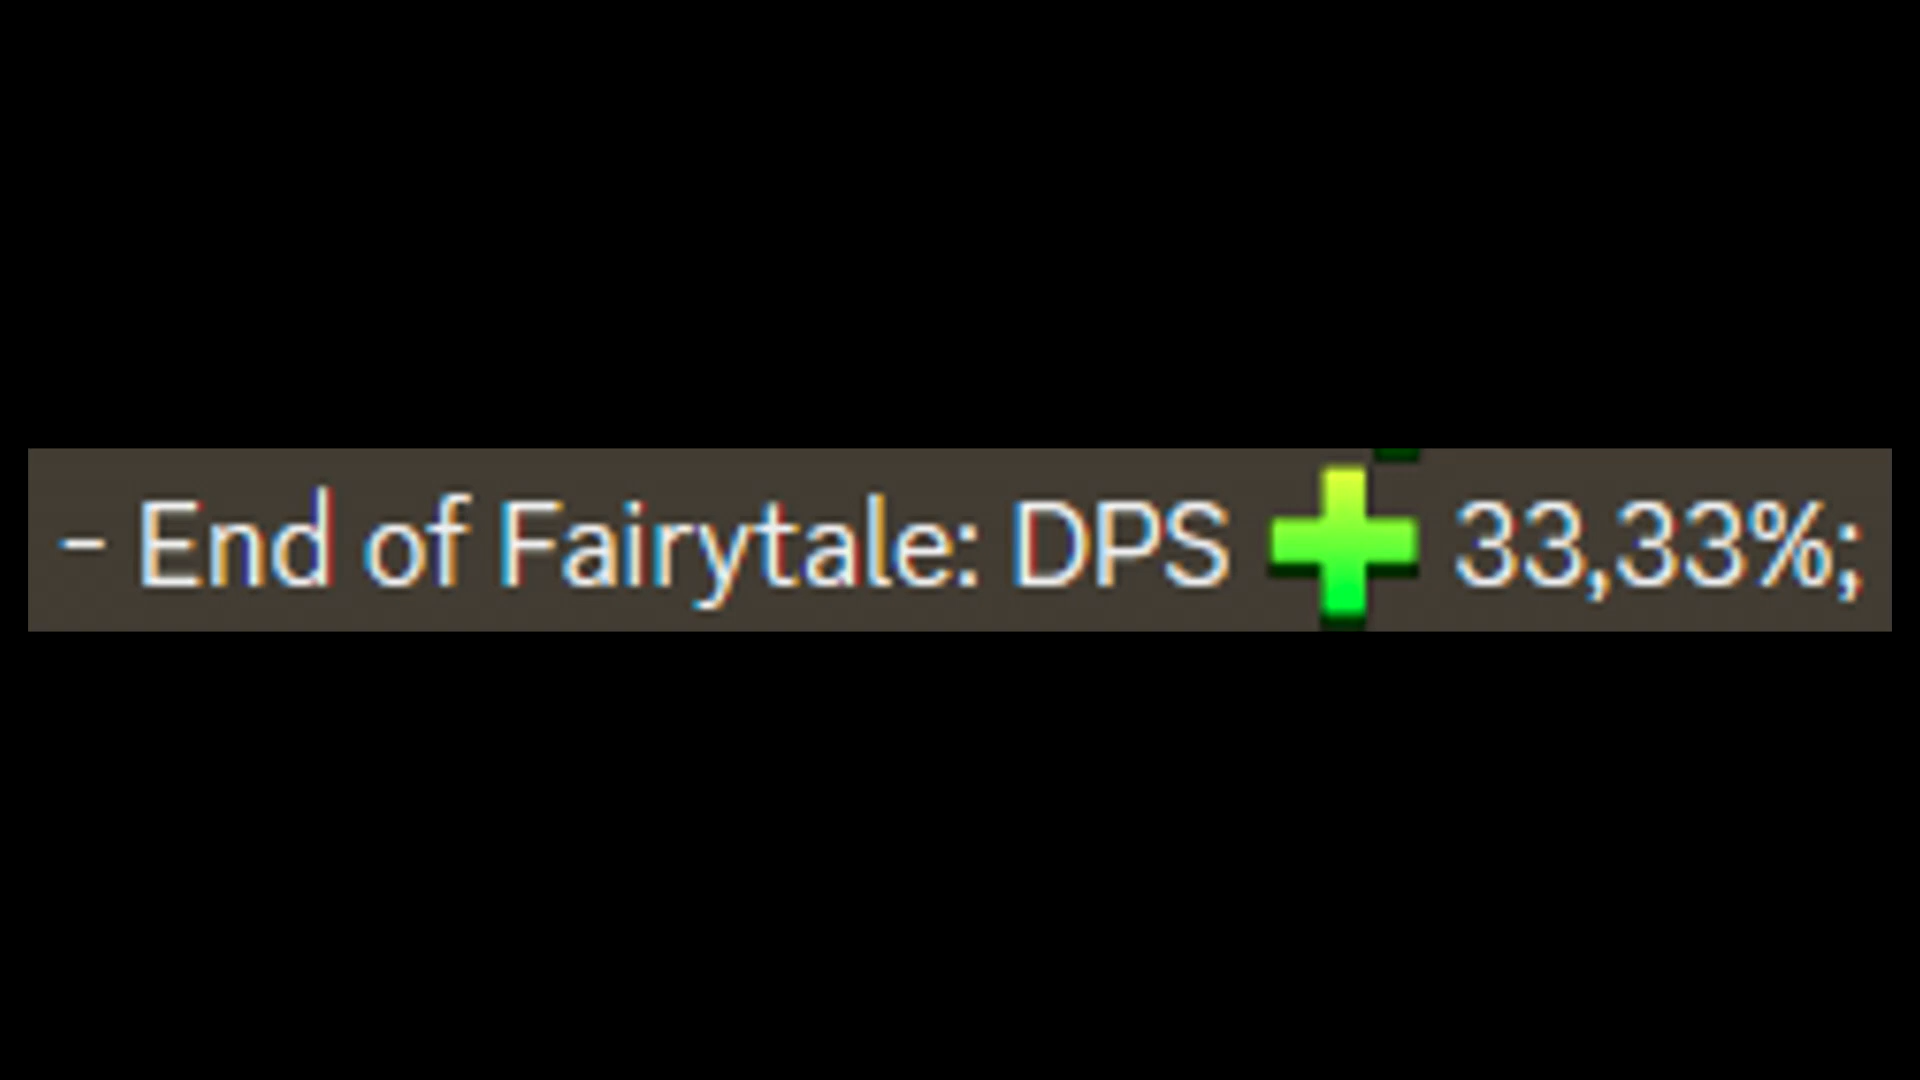 – End of Fairytale: DPS ➕ 33,33%;